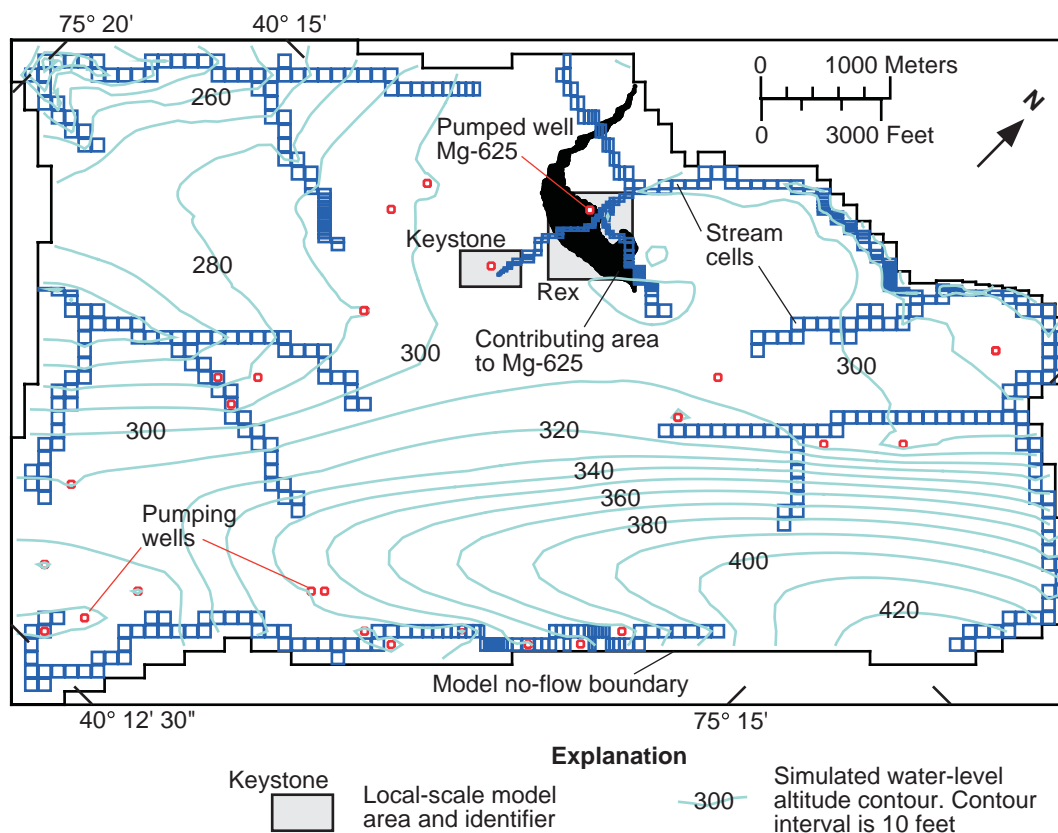 75° 20'
40° 15'
0 1000 Meters
0 3000 Feet
N
260
Pumped well
Mg-625
Keystone
Stream
cells
280
Rex
Contributing area
to Mg-625
300
300
300
320
340
360
380
400
420
Pumping
wells
Model no-flow boundary
40° 12' 30"
75° 15'
Explanation
Keystone
Local-scale model
area and identifier
300
Simulated water-level
altitude contour. Contour
interval is 10 feet